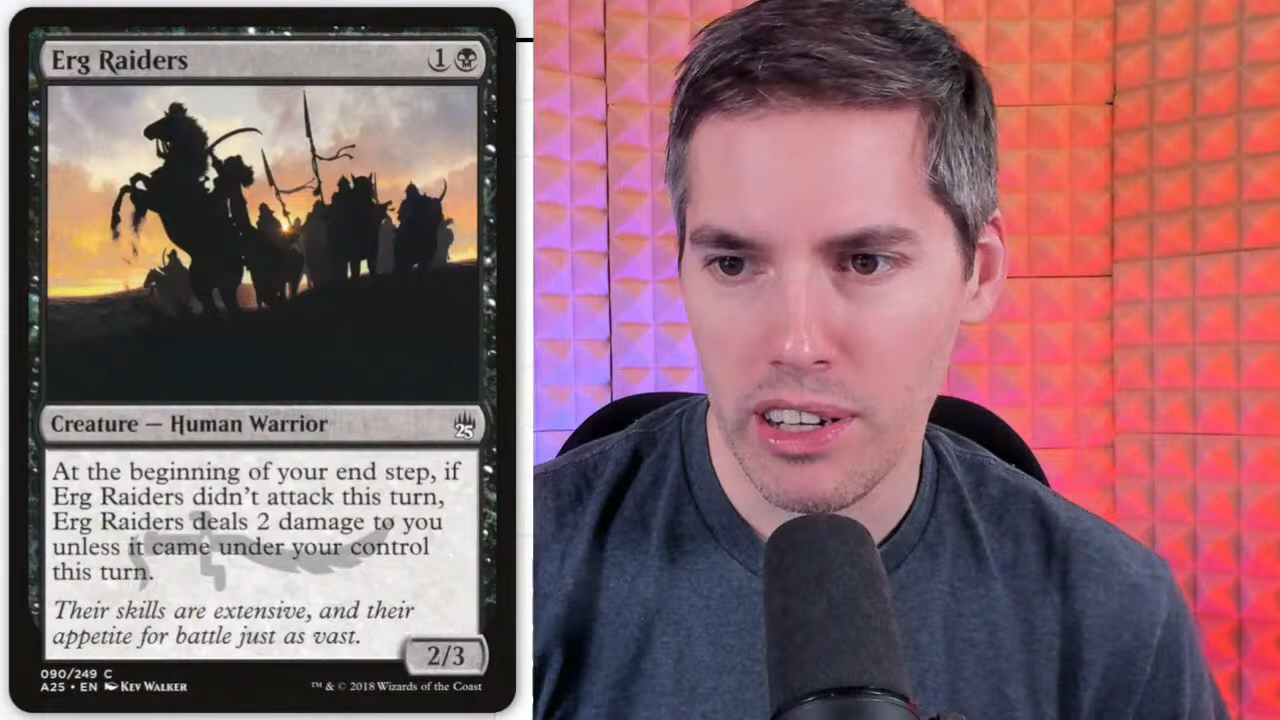 Erg Raiders 1
Creature — Human Warrior
25
At the beginning of your end step, if
Erg Raiders didn't attack this turn,
Erg Raiders deals 2 damage to you
unless it came under your control
this turn.
Their skills are extensive, and their
appetite for battle just as vast.
2/3
090/249 C
A25 • EN Kev Walker
™ & © 2018 Wizards of the Coast